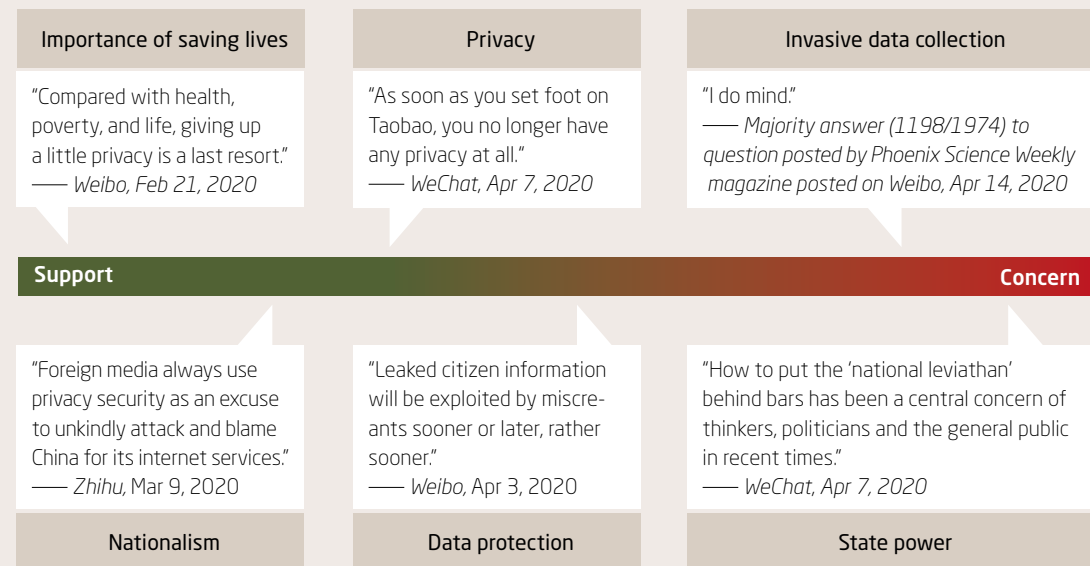 Importance of saving lives
"Compared with health,
poverty, and life, giving up
a little privacy is a last resort."
—— Weibo, Feb 21, 2020
Privacy
"As soon as you set foot on
Taobao, you no longer have
any privacy at all."
—— WeChat, Apr 7, 2020
Invasive data collection
"I do mind."
—— Majority answer (1198/1974) to
question posted by Phoenix Science Weekly
magazine posted on Weibo, Apr 14, 2020
Support
Concern
"Foreign media always use
privacy security as an excuse
to unkindly attack and blame
China for its internet services."
—— Zhihu, Mar 9, 2020
Nationalism
"Leaked citizen information
will be exploited by miscre-
ants sooner or later, rather
sooner."
—— Weibo, Apr 3, 2020
Data protection
"How to put the 'national leviathan'
behind bars has been a central concern of
thinkers, politicians and the general public
in recent times."
—— WeChat, Apr 7, 2020
State power